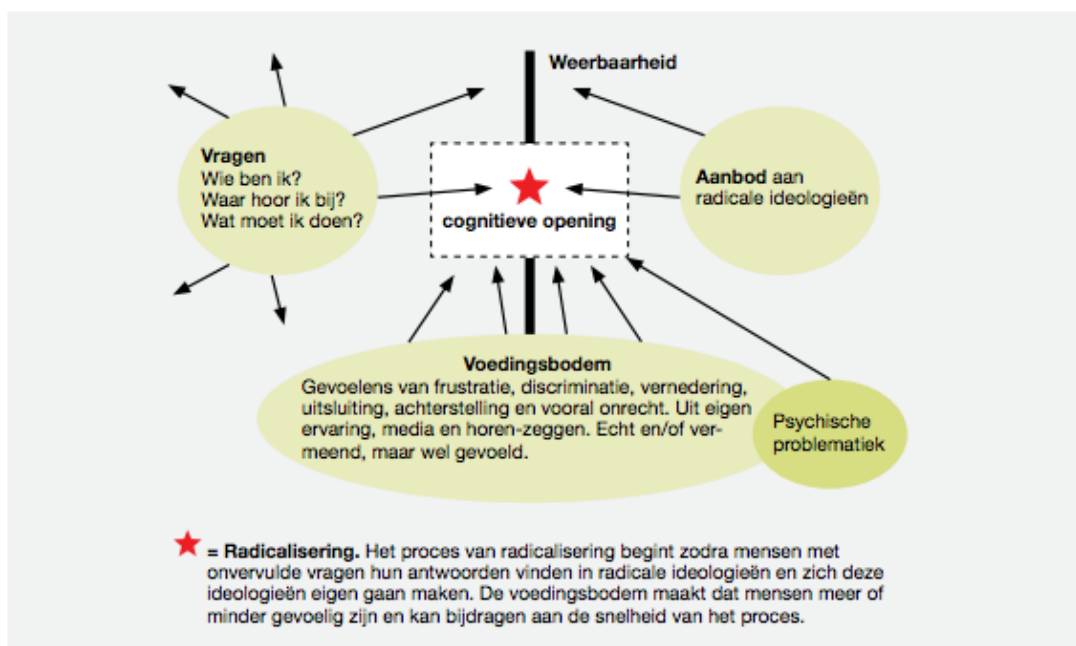 Weerbaarheid
Vragen
Wie ben ik?
Waar hoor ik bij?
Wat moet ik doen?
cognitieve opening
Aanbod aan
radicale ideologieën
Voedingsbodem
Gevoelens van frustratie, discriminatie, vernedering,
uitsluiting, achterstelling en vooral onrecht. Uit eigen
ervaring, media en horen-zeggen. Echt en/of ver-
meend, maar wel gevoeld.
Psychische
problematiek
= Radicalisering. Het proces van radicalisering begint zodra mensen met
onvervulde vragen hun antwoorden vinden in radicale ideologieën en zich deze
ideologieën eigen gaan maken. De voedingsbodem maakt dat mensen meer of
minder gevoelig zijn en kan bijdragen aan de snelheid van het proces.